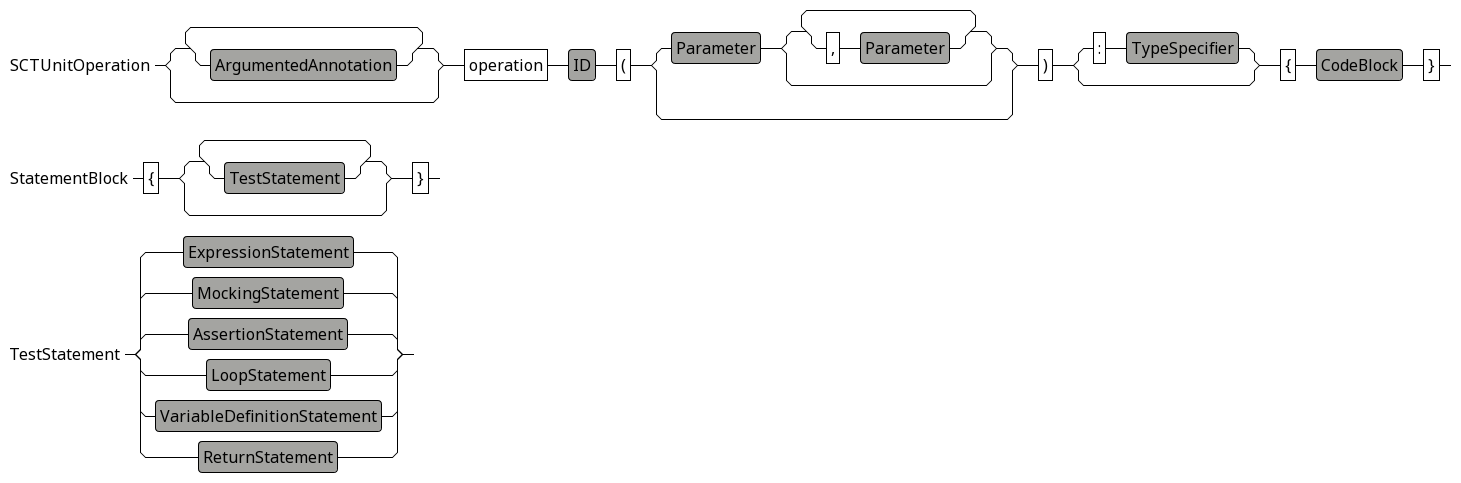 SCTUnitOperation ArgumentedAnnotation operation ID ( Parameter , Parameter ) : TypeSpecifier { CodeBlock }
StatementBlock { TestStatement }
ExpressionStatement
MockingStatement
AssertionStatement
TestStatement
LoopStatement
VariableDefinitionStatement
ReturnStatement